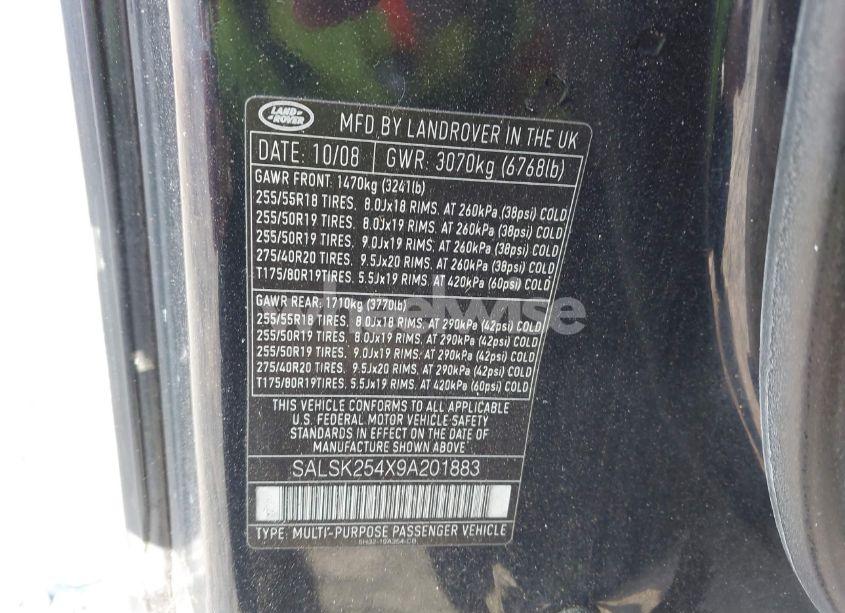 LAND
ROVER
MFD BY LANDROVER IN THE UK
DATE: 10/08 GWR: 3070kg (6768lb)
GAWR FRONT: 1470kg (3241lb)
255/55R18 TIRES, 8.0Jx18 RIMS, AT 260kPa (38psi) COLD
255/50R19 TIRES, 8.0Jx19 RIMS, AT 260kPa (38psi) COLD
255/50R19 TIRES, 9.0Jx19 RIMS, AT 260kPa (38psi) COLD
275/40R20 TIRES, 9.5Jx20 RIMS, AT 260kPa (38psi) COLD
T175/80R19TIRES, 5.5Jx19 RIMS, AT 420kPa (60psi) COLD
GAWR REAR: 1710kg (3770lb)
255/55R18 TIRES, 8.0Jx18 RIMS, AT 290kPa (42psi) COLD
255/50R19 TIRES, 8.0Jx19 RIMS, AT 290kPa (42psi) COLD
255/50R19 TIRES, 9.0Jx19 RIMS, AT 290kPa (42psi) COLD
275/40R20 TIRES, 9.5Jx20 RIMS, AT 290kPa (42psi) COLD
T175/80R19TIRES, 5.5Jx19 RIMS, AT 420kPa (60psi) COLD
THIS VEHICLE CONFORMS TO ALL APPLICABLE
U.S. FEDERAL MOTOR VEHICLE SAFETY
STANDARDS IN EFFECT ON THE DATE OF
MANUFACTURE SHOWN ABOVE
SALSK254X9A201883
TYPE: MULTI-PURPOSE PASSENGER VEHICLE